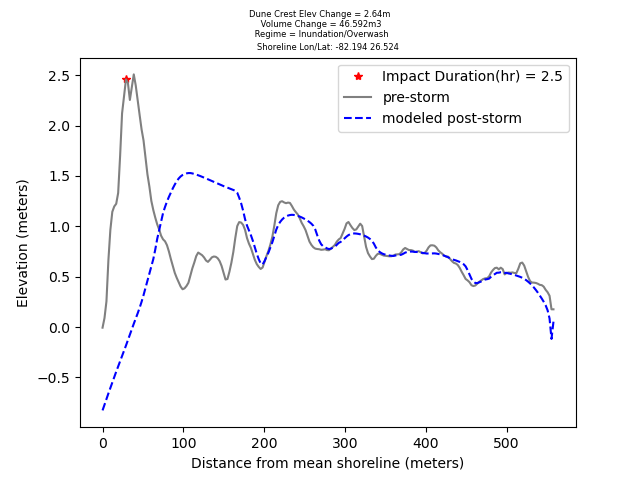 Dune Crest Elev Change = 2.64m
Volume Change = 46.592m3
Regime = Inundation/Overwash
Shoreline Lon/Lat: -82.194 26.524
Impact Duration(hr) = 2.5
pre-storm
modeled post-storm
Elevation (meters)
2.5
2.0
1.5
1.0
0.5
0.0
−0.5
0 100 200 300 400 500
Distance from mean shoreline (meters)